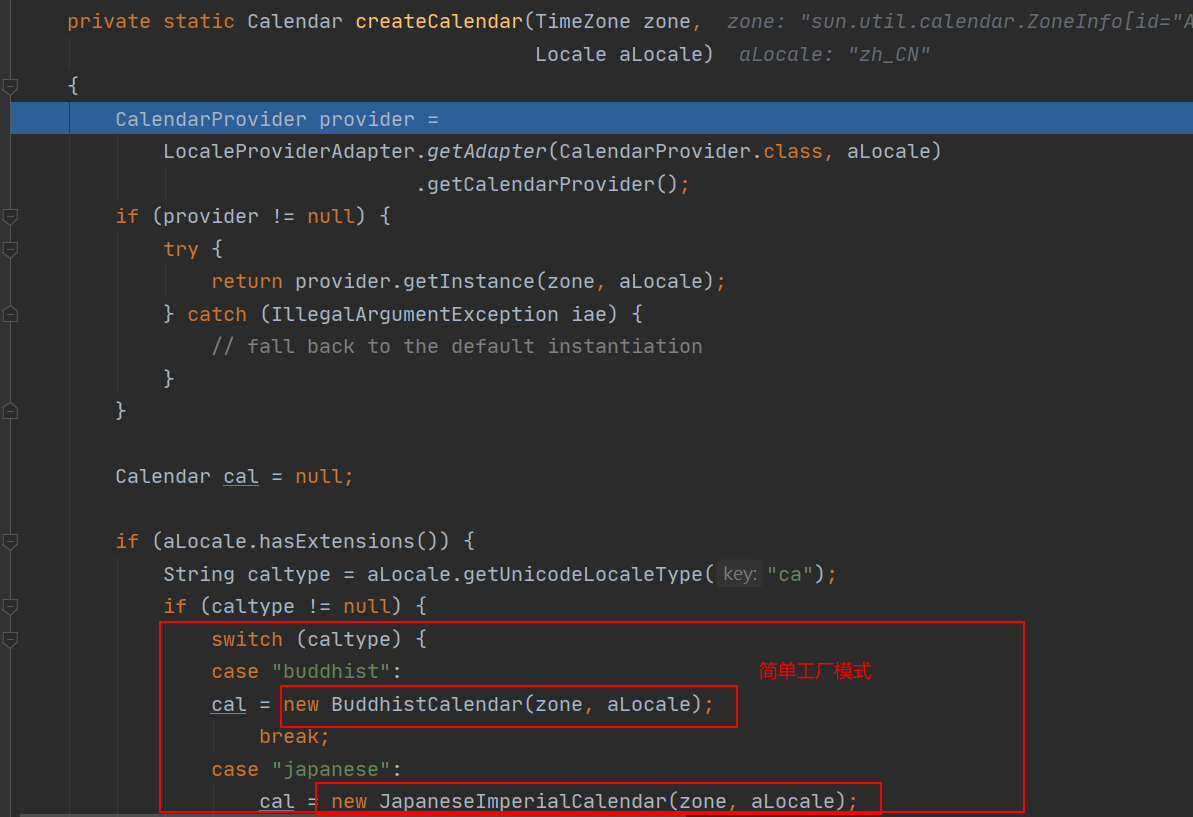 private static Calendar createCalendar(TimeZone zone, zone: "sun.util.calendar.ZoneInfo[id="A
Locale aLocale) aLocale: "zh_CN"
{
CalendarProvider provider =
LocaleProviderAdapter.getAdapter(CalendarProvider.class, aLocale)
.getCalendarProvider();
if (provider != null) {
try {
return provider.getInstance(zone, aLocale);
} catch (IllegalArgumentException iae) {
// fall back to the default instantiation
}
}
Calendar cal = null;
if (aLocale.hasExtensions()) {
String caltype = aLocale.getUnicodeLocaleType( key: "ca");
if (caltype != null) {
switch (caltype) {
case "buddhist":
简单工厂模式
cal = new BuddhistCalendar(zone, aLocale);
break;
case "japanese":
cal = new JapaneseImperialCalendar(zone, aLocale);